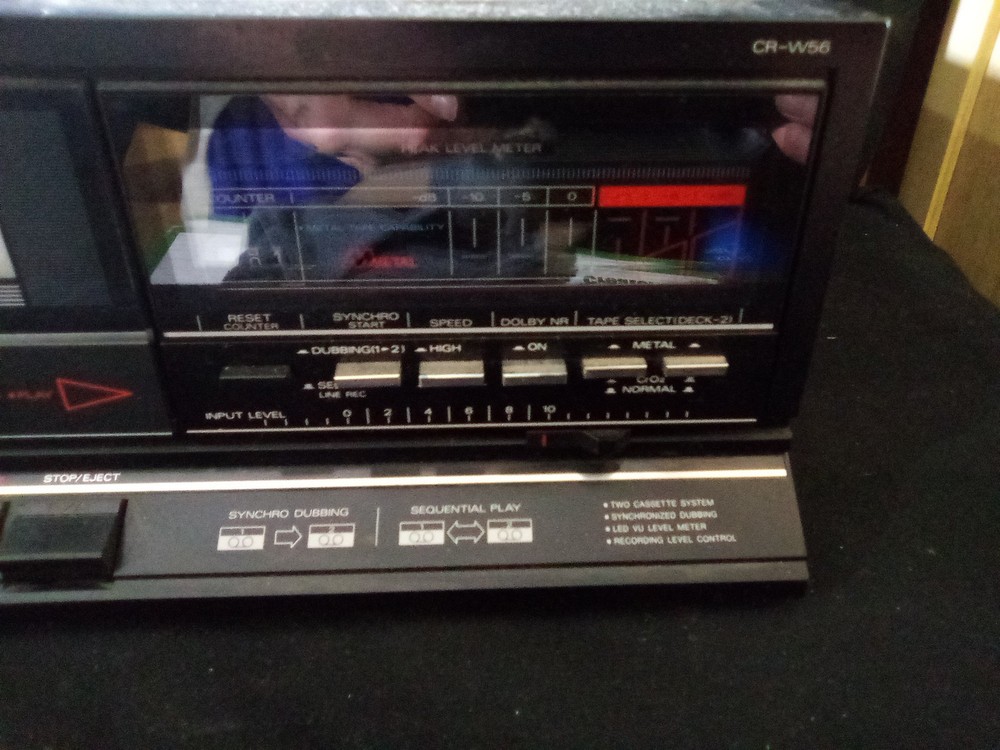 CR-W56
PEAK LEVEL METER
COUNTER -dB -10 -5 0
METAL TAPE CAPABILITY
METAL
RESET COUNTER
SYNCHRO START
SPEED
DOLBY NR
TAPE SELECT(DECK-2)
DUBBING(1-2)
HIGH
ON
METAL
LINE REC
CrO2
NORMAL
INPUT LEVEL 0 2 4 6 8 10
PLAY
STOP/EJECT
SYNCHRO DUBBING
1 2
SEQUENTIAL PLAY
1 2
• TWO CASSETTE SYSTEM
• SYNCHRONIZED DUBBING
• LED VU LEVEL METER
• RECORDING LEVEL CONTROL